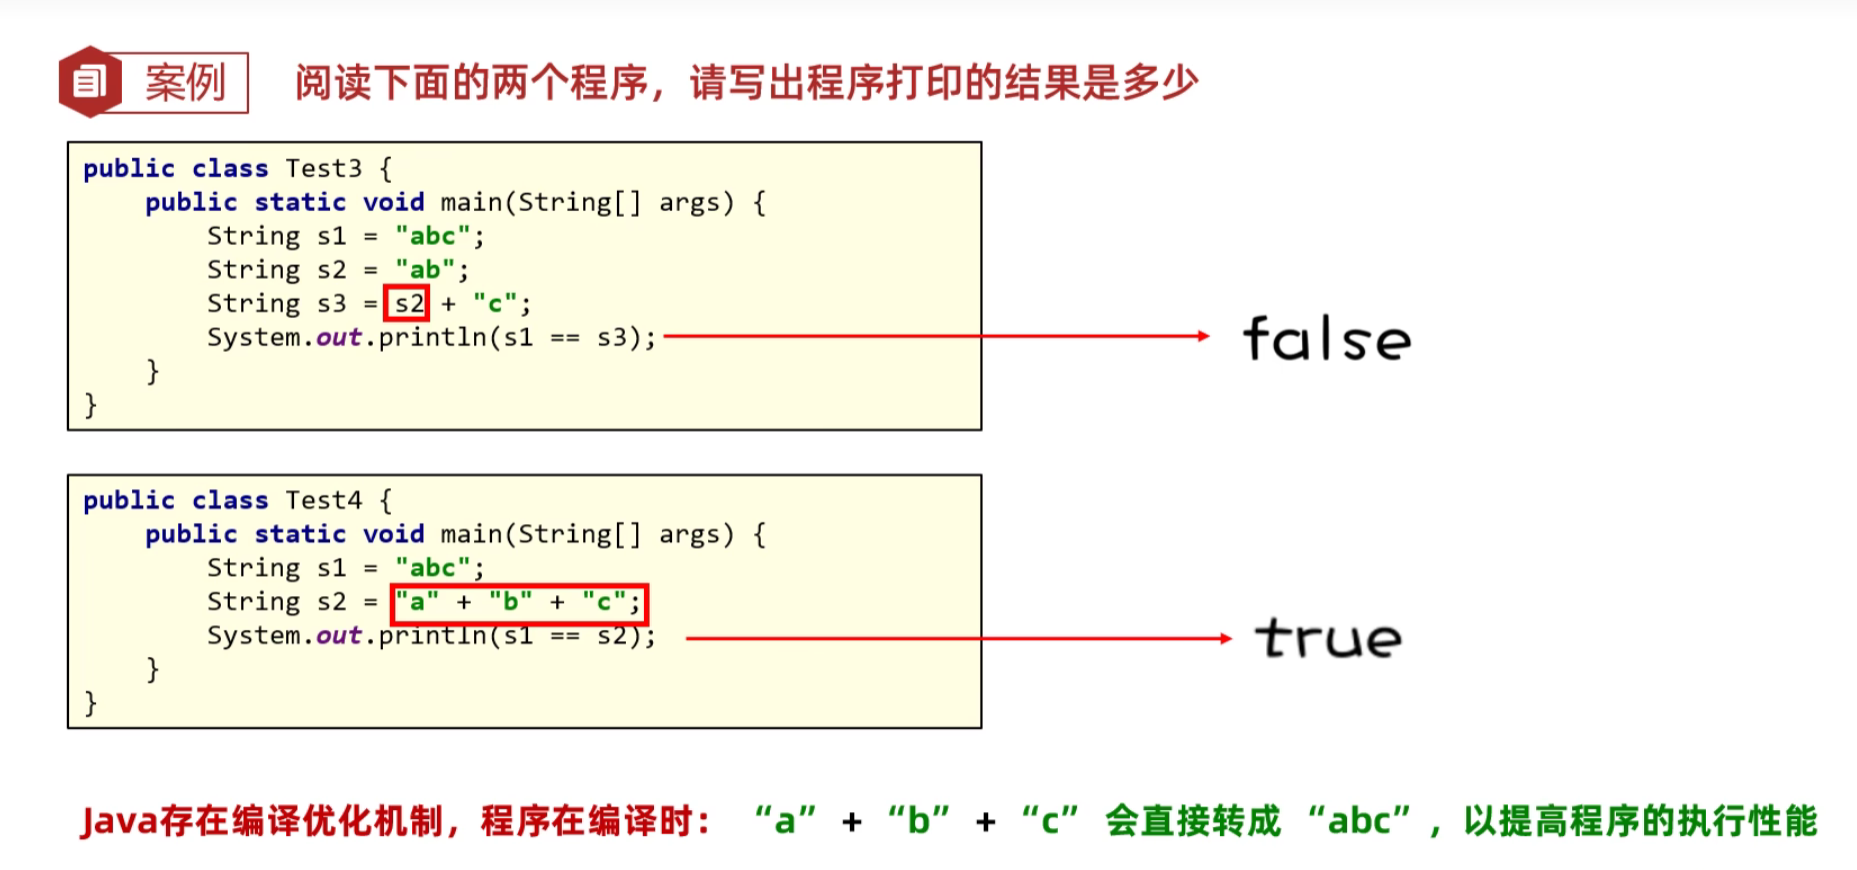 案例 阅读下面的两个程序，请写出程序打印的结果是多少
public class Test3 {
    public static void main(String[] args) {
        String s1 = "abc";
        String s2 = "ab";
        String s3 = s2 + "c";
        System.out.println(s1 == s3); false
    }
}
public class Test4 {
    public static void main(String[] args) {
        String s1 = "abc";
        String s2 = "a" + "b" + "c";
        System.out.println(s1 == s2); true
    }
}
Java存在编译优化机制，程序在编译时： “a” + “b” + “c” 会直接转成 “abc” ，以提高程序的执行性能